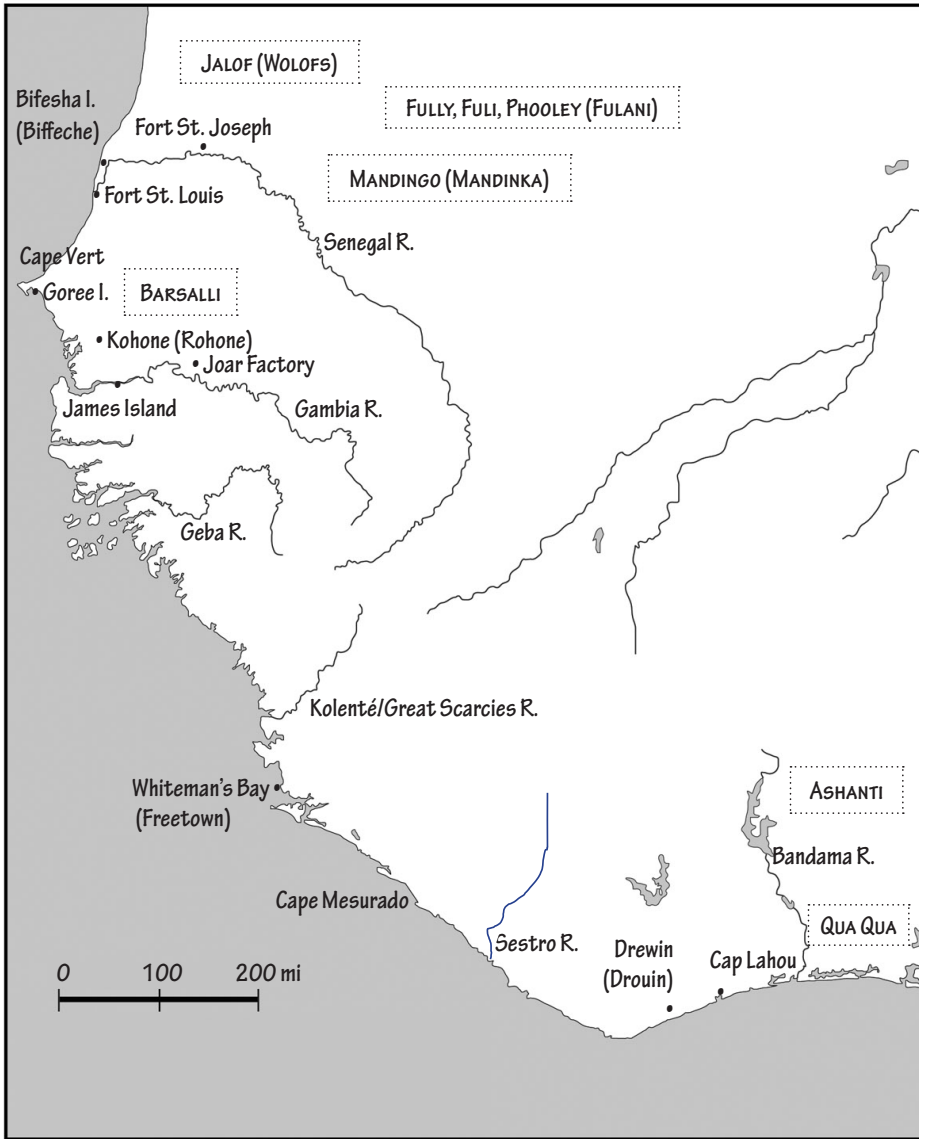 JALOF (WOLOFS)
Bifesha I.
(Biffeche)
FULLY, FULI, PHOOLEY (FULANI)
Fort St. Joseph
MANDINGO (MANDINKA)
Fort St. Louis
Senegal R.
Cape Vert
Goree I.
BARSALLI
Kohone (Rohone)
Joar Factory
James Island
Gambia R.
Geba R.
Kolenté/Great Scarcies R.
Whiteman's Bay
(Freetown)
ASHANTI
Bandama R.
Cape Mesurado
QUA QUA
Sestro R.
Drewin
(Drouin)
Cap Lahou
0 100 200 mi